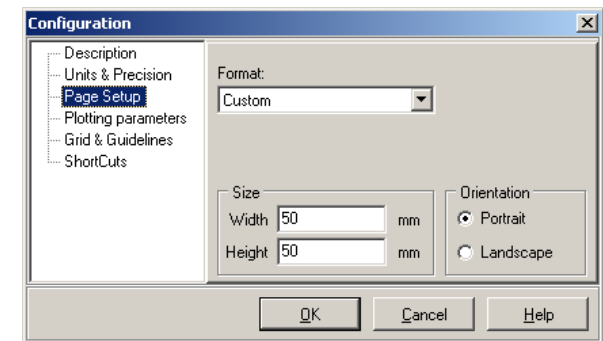 Configuration
Description
Units & Precision
Page Setup
Plotting parameters
Grid & Guidelines
ShortCuts
Format:
Custom
Size
Width 50 mm
Height 50 mm
Orientation
Portrait
Landscape
OK Cancel Help